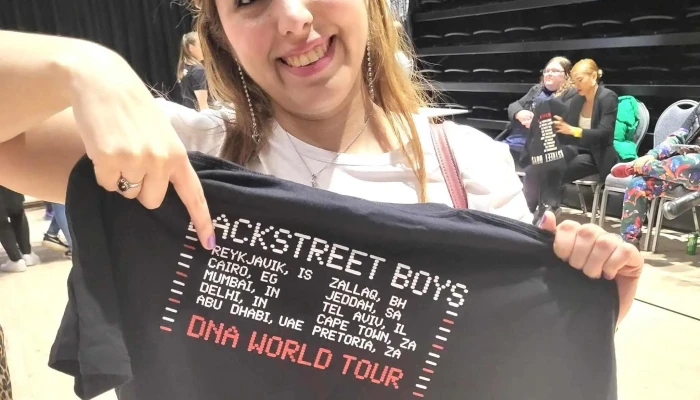 BACKSTREET BOYS
REYKJAVIK, IS
CAIRO, EG
MUMBAI, IN
DELHI, IN
ABU DHABI, UAE
ZALLAQ, BH
JEDDAH, SA
TEL AVIV, IL
CAPE TOWN, ZA
PRETORIA, ZA
DNA WORLD TOUR